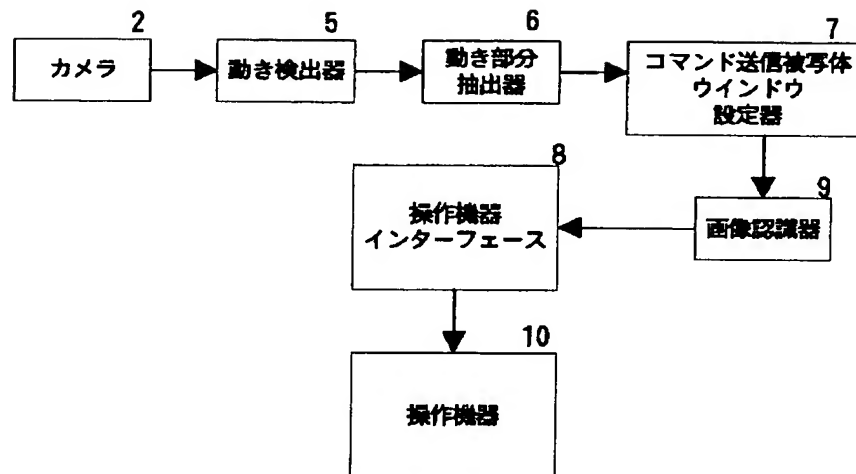 2
カメラ
5
動き検出器
6
動き部分
抽出器
7
コマンド送信被写体
ウインドウ
設定器
8
操作機器
インターフェース
9
画像認識器
10
操作機器